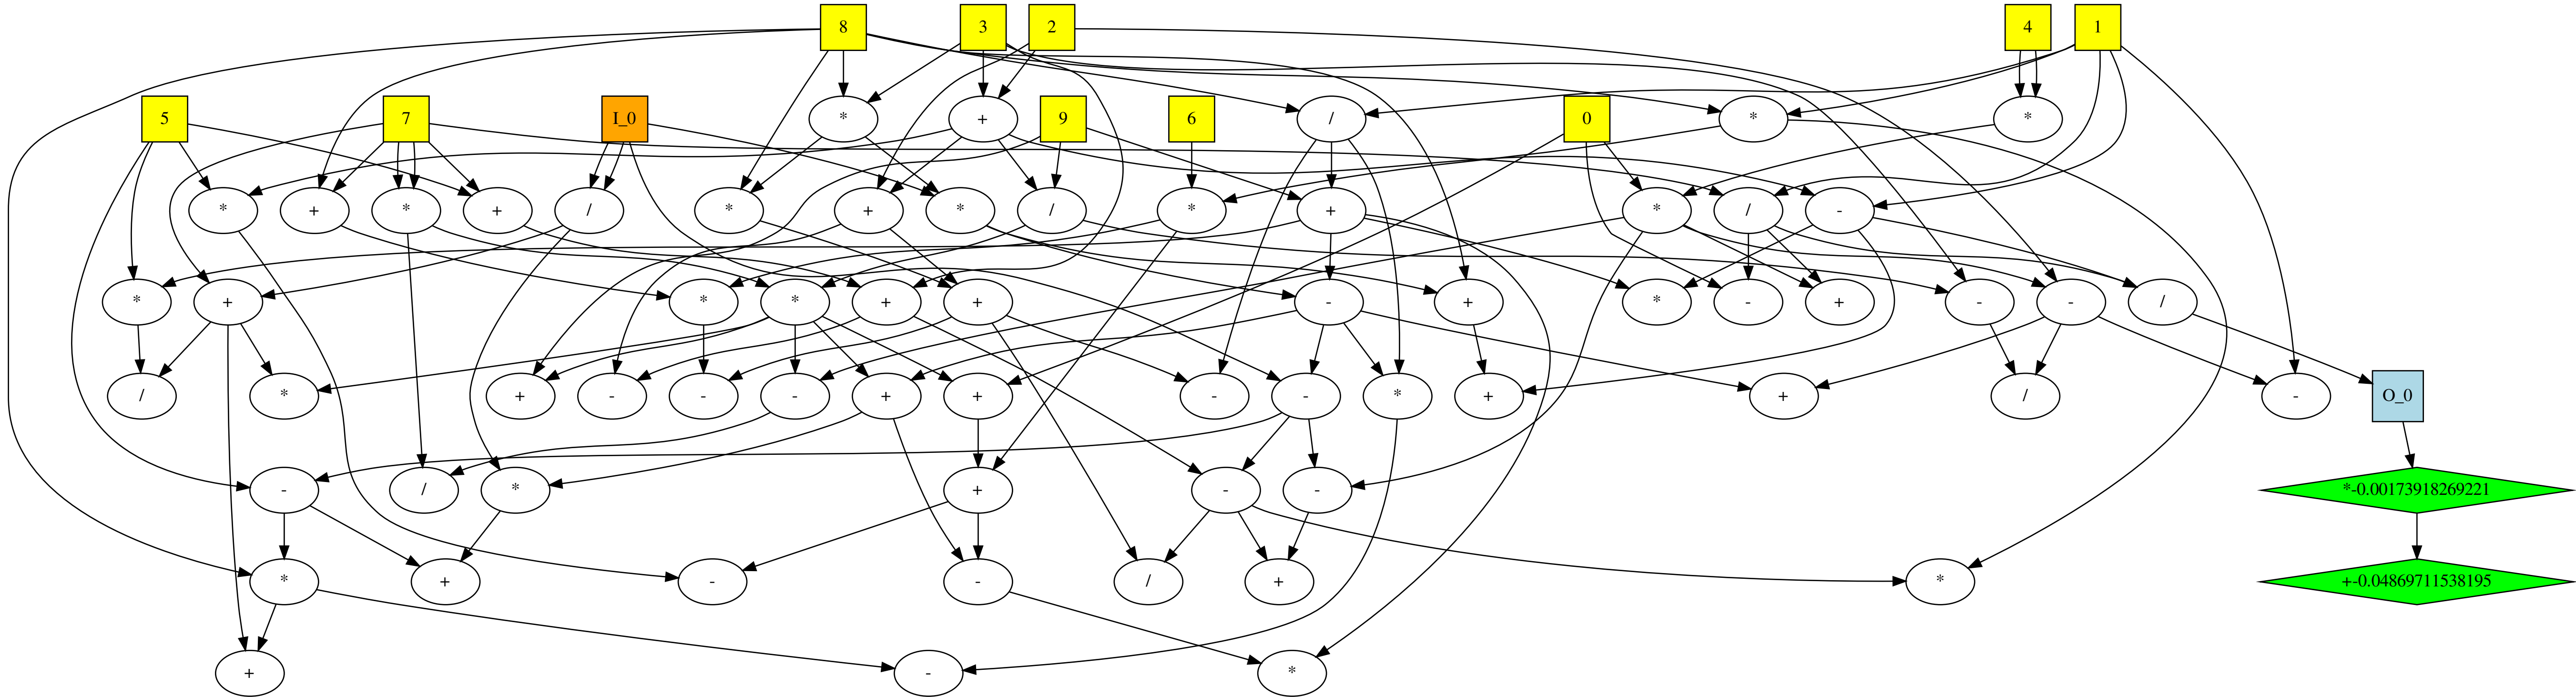 8 3 2 4 1
5 7 I_0 * + 9 6 / 0 * *
* + * + / * + * / * + * / -
* + * * + + - + * - + - - /
/ * + - - - + + - - * + + / - O_0
- / * + - - *-0.00173918269221
* + - - / + * +-0.04869711538195
+ - *